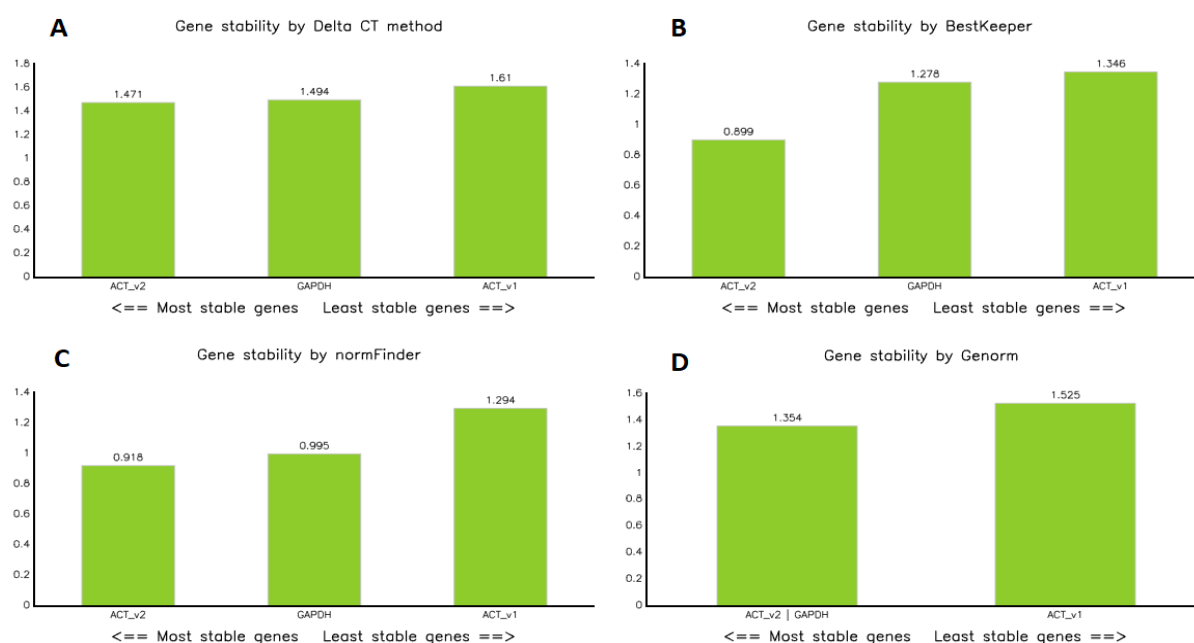 A
Gene stability by Delta CT method
1.8
1.6
1.4
1.2
1
0.8
0.6
0.4
0.2
0
1.471
1.494
1.61
ACT_v2
GAPDH
ACT_v1
<== Most stable genes Least stable genes ==>
B
Gene stability by BestKeeper
1.4
1.2
1
0.8
0.6
0.4
0.2
0
0.899
1.278
1.346
ACT_v2
GAPDH
ACT_v1
<== Most stable genes Least stable genes ==>
C
Gene stability by normFinder
1.4
1.2
1
0.8
0.6
0.4
0.2
0
0.918
0.995
1.294
ACT_v2
GAPDH
ACT_v1
<== Most stable genes Least stable genes ==>
D
Gene stability by Genorm
1.6
1.4
1.2
1
0.8
0.6
0.4
0.2
0
1.354
1.525
ACT_v2 | GAPDH
ACT_v1
<== Most stable genes Least stable genes ==>